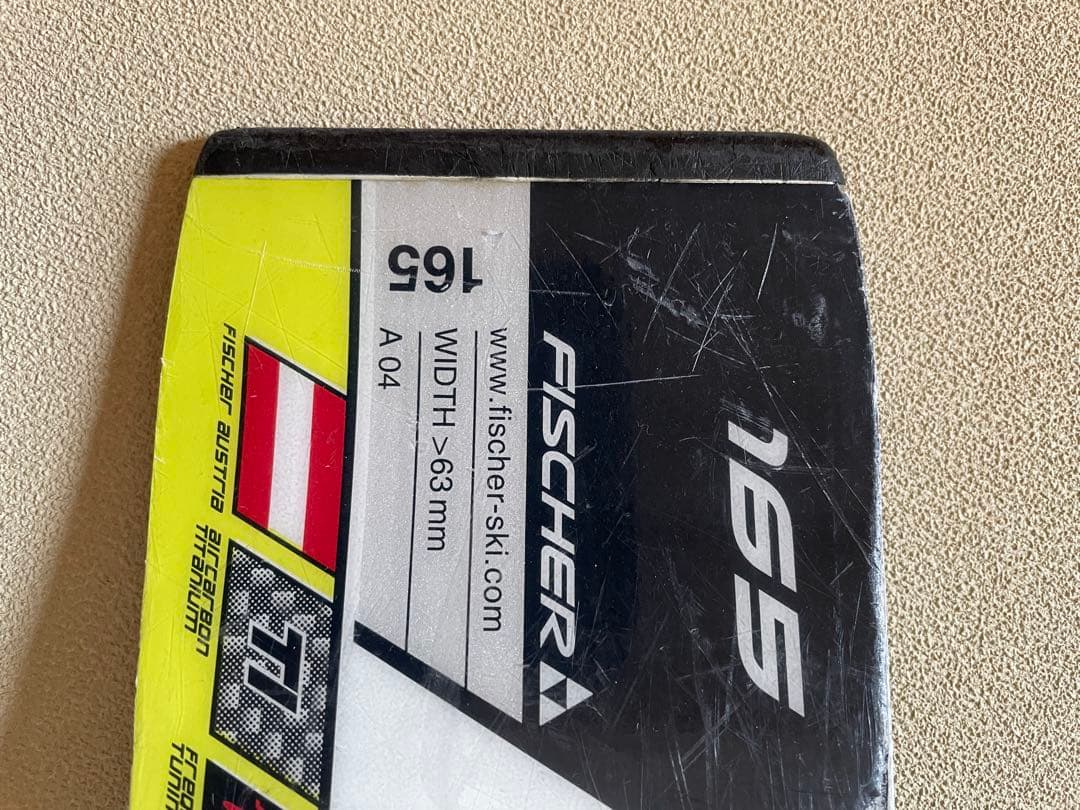 165
FISCHER
165
www.fischer-ski.com
WIDTH >63 mm
A 04
FISCHER AUSTRIA
AIRCARBON
TITANIUM
TI